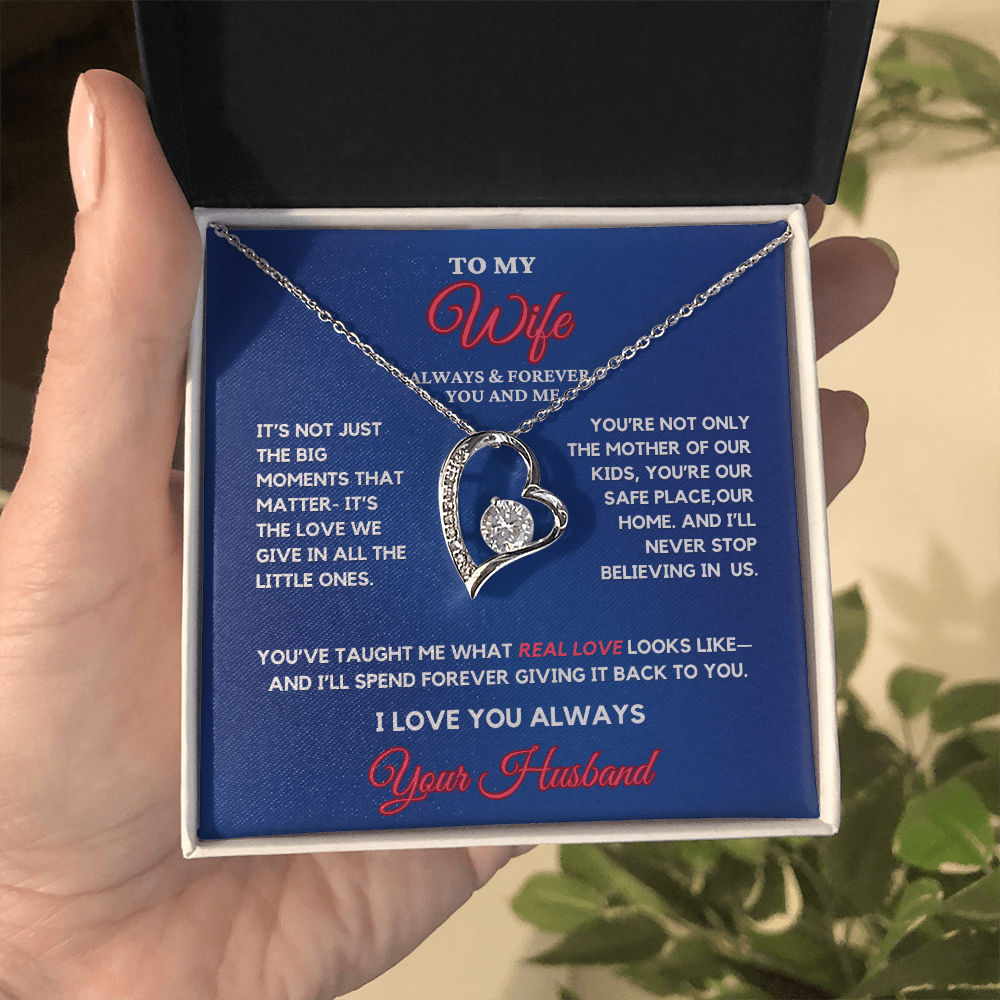 TO MY
Wife
ALWAYS & FOREVER
YOU AND ME
IT'S NOT JUST
THE BIG
MOMENTS THAT
MATTER- IT'S
THE LOVE WE
GIVE IN ALL THE
LITTLE ONES.
YOU'RE NOT ONLY
THE MOTHER OF OUR
KIDS, YOU'RE OUR
SAFE PLACE,OUR
HOME. AND I'LL
NEVER STOP
BELIEVING IN US.
YOU'VE TAUGHT ME WHAT REAL LOVE LOOKS LIKE—
AND I'LL SPEND FOREVER GIVING IT BACK TO YOU.
I LOVE YOU ALWAYS
Your Husband